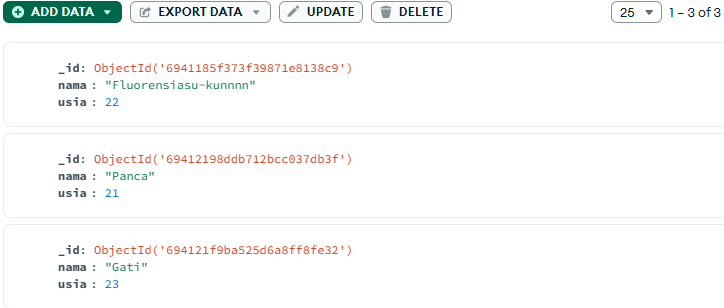 ADD DATA EXPORT DATA UPDATE DELETE 25 1 – 3 of 3
_id: ObjectId('6941185f373f39871e8138c9')
nama : "Fluorensiasu-kunnnn"
usia : 22
_id: ObjectId('69412198ddb712bcc037db3f')
nama : "Panca"
usia : 21
_id: ObjectId('694121f9ba525d6a8ff8fe32')
nama : "Gati"
usia : 23